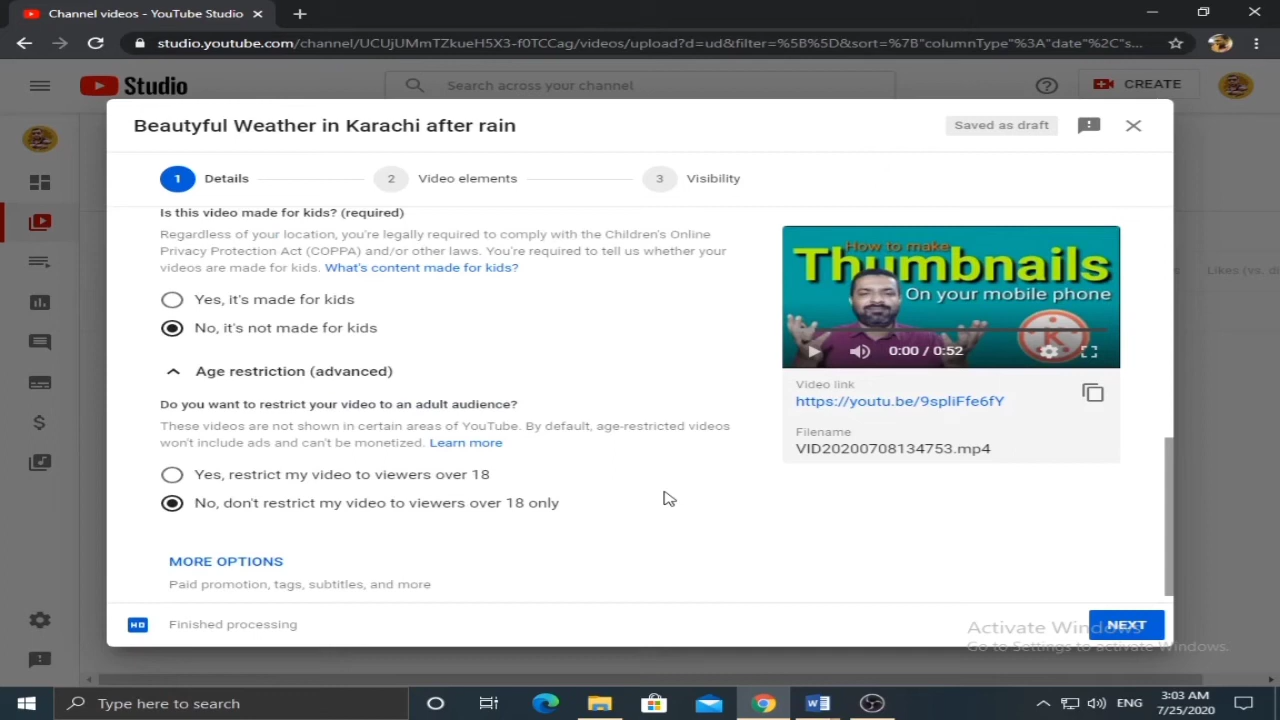 Channel videos - YouTube Studio
studio.youtube.com/channel/UCUjUMmTZkueH5X3-f0TCCag/videos/upload?d=ud&filter=%5B%5D&sort=%7B"columnType"%3A"date"%2C"s...
Studio
Search across your channel
CREATE
Beautyful Weather in Karachi after rain
Saved as draft
1 Details
2 Video elements
3 Visibility
Is this video made for kids? (required)
Regardless of your location, you're legally required to comply with the Children's Online
Privacy Protection Act (COPPA) and/or other laws. You're required to tell us whether your
videos are made for kids. What's content made for kids?
Yes, it's made for kids
No, it's not made for kids
Age restriction (advanced)
Do you want to restrict your video to an adult audience?
These videos are not shown in certain areas of YouTube. By default, age-restricted videos
won't include ads and can't be monetized. Learn more
Yes, restrict my video to viewers over 18
No, don't restrict my video to viewers over 18 only
MORE OPTIONS
Paid promotion, tags, subtitles, and more
How to make
Thumbnails
On your mobile phone
K
0:00 / 0:52
Video link
https://youtu.be/9spliFfe6fY
Filename
VID20200708134753.mp4
Likes (vs. di
HD
Finished processing
NEXT
Activate Windows
Go to Settings to activate Windows.
Type here to search
ENG
3:03 AM
7/25/2020